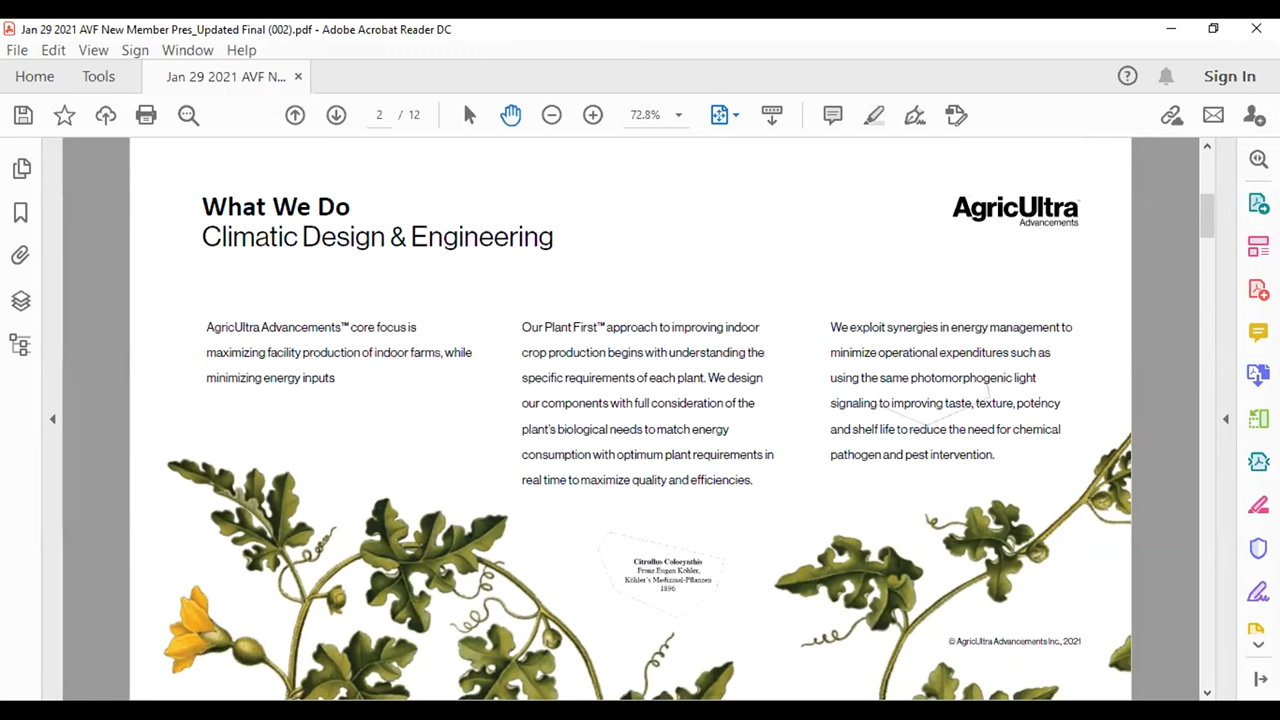 Jan 29 2021 AVF New Member Pres_Updated Final (002).pdf - Adobe Acrobat Reader DC
File Edit View Sign Window Help
Home Tools Jan 29 2021 AVF N... × Sign In
2 / 12 72.8%
What We Do
Climatic Design & Engineering
AgricUltra
Advancements
AgricUltra Advancements™ core focus is
maximizing facility production of indoor farms, while
minimizing energy inputs
Our Plant First™ approach to improving indoor
crop production begins with understanding the
specific requirements of each plant. We design
our components with full consideration of the
plant's biological needs to match energy
consumption with optimum plant requirements in
real time to maximize quality and efficiencies.
We exploit synergies in energy management to
minimize operational expenditures such as
using the same photomorphogenic light
signaling to improving taste, texture, potency
and shelf life to reduce the need for chemical
pathogen and pest intervention.
Citrullus Colocynthis
Franz Eugen Köhler,
Köhler's Medizinal-Pflanzen
1896
© AgricUltra Advancements Inc., 2021